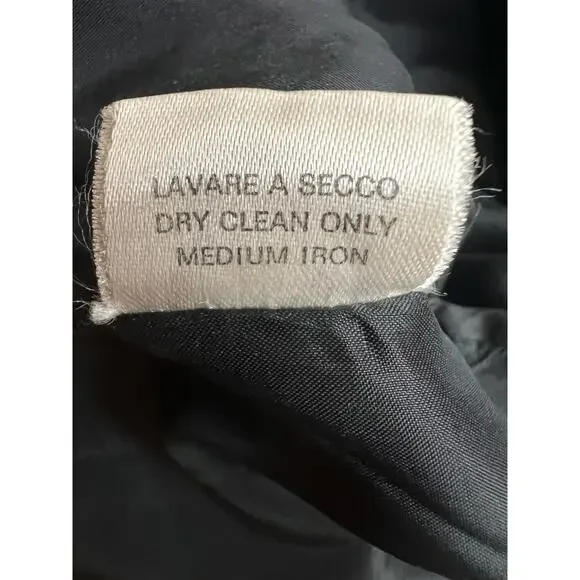 LAVARE A SECCO
DRY CLEAN ONLY
MEDIUM IRON